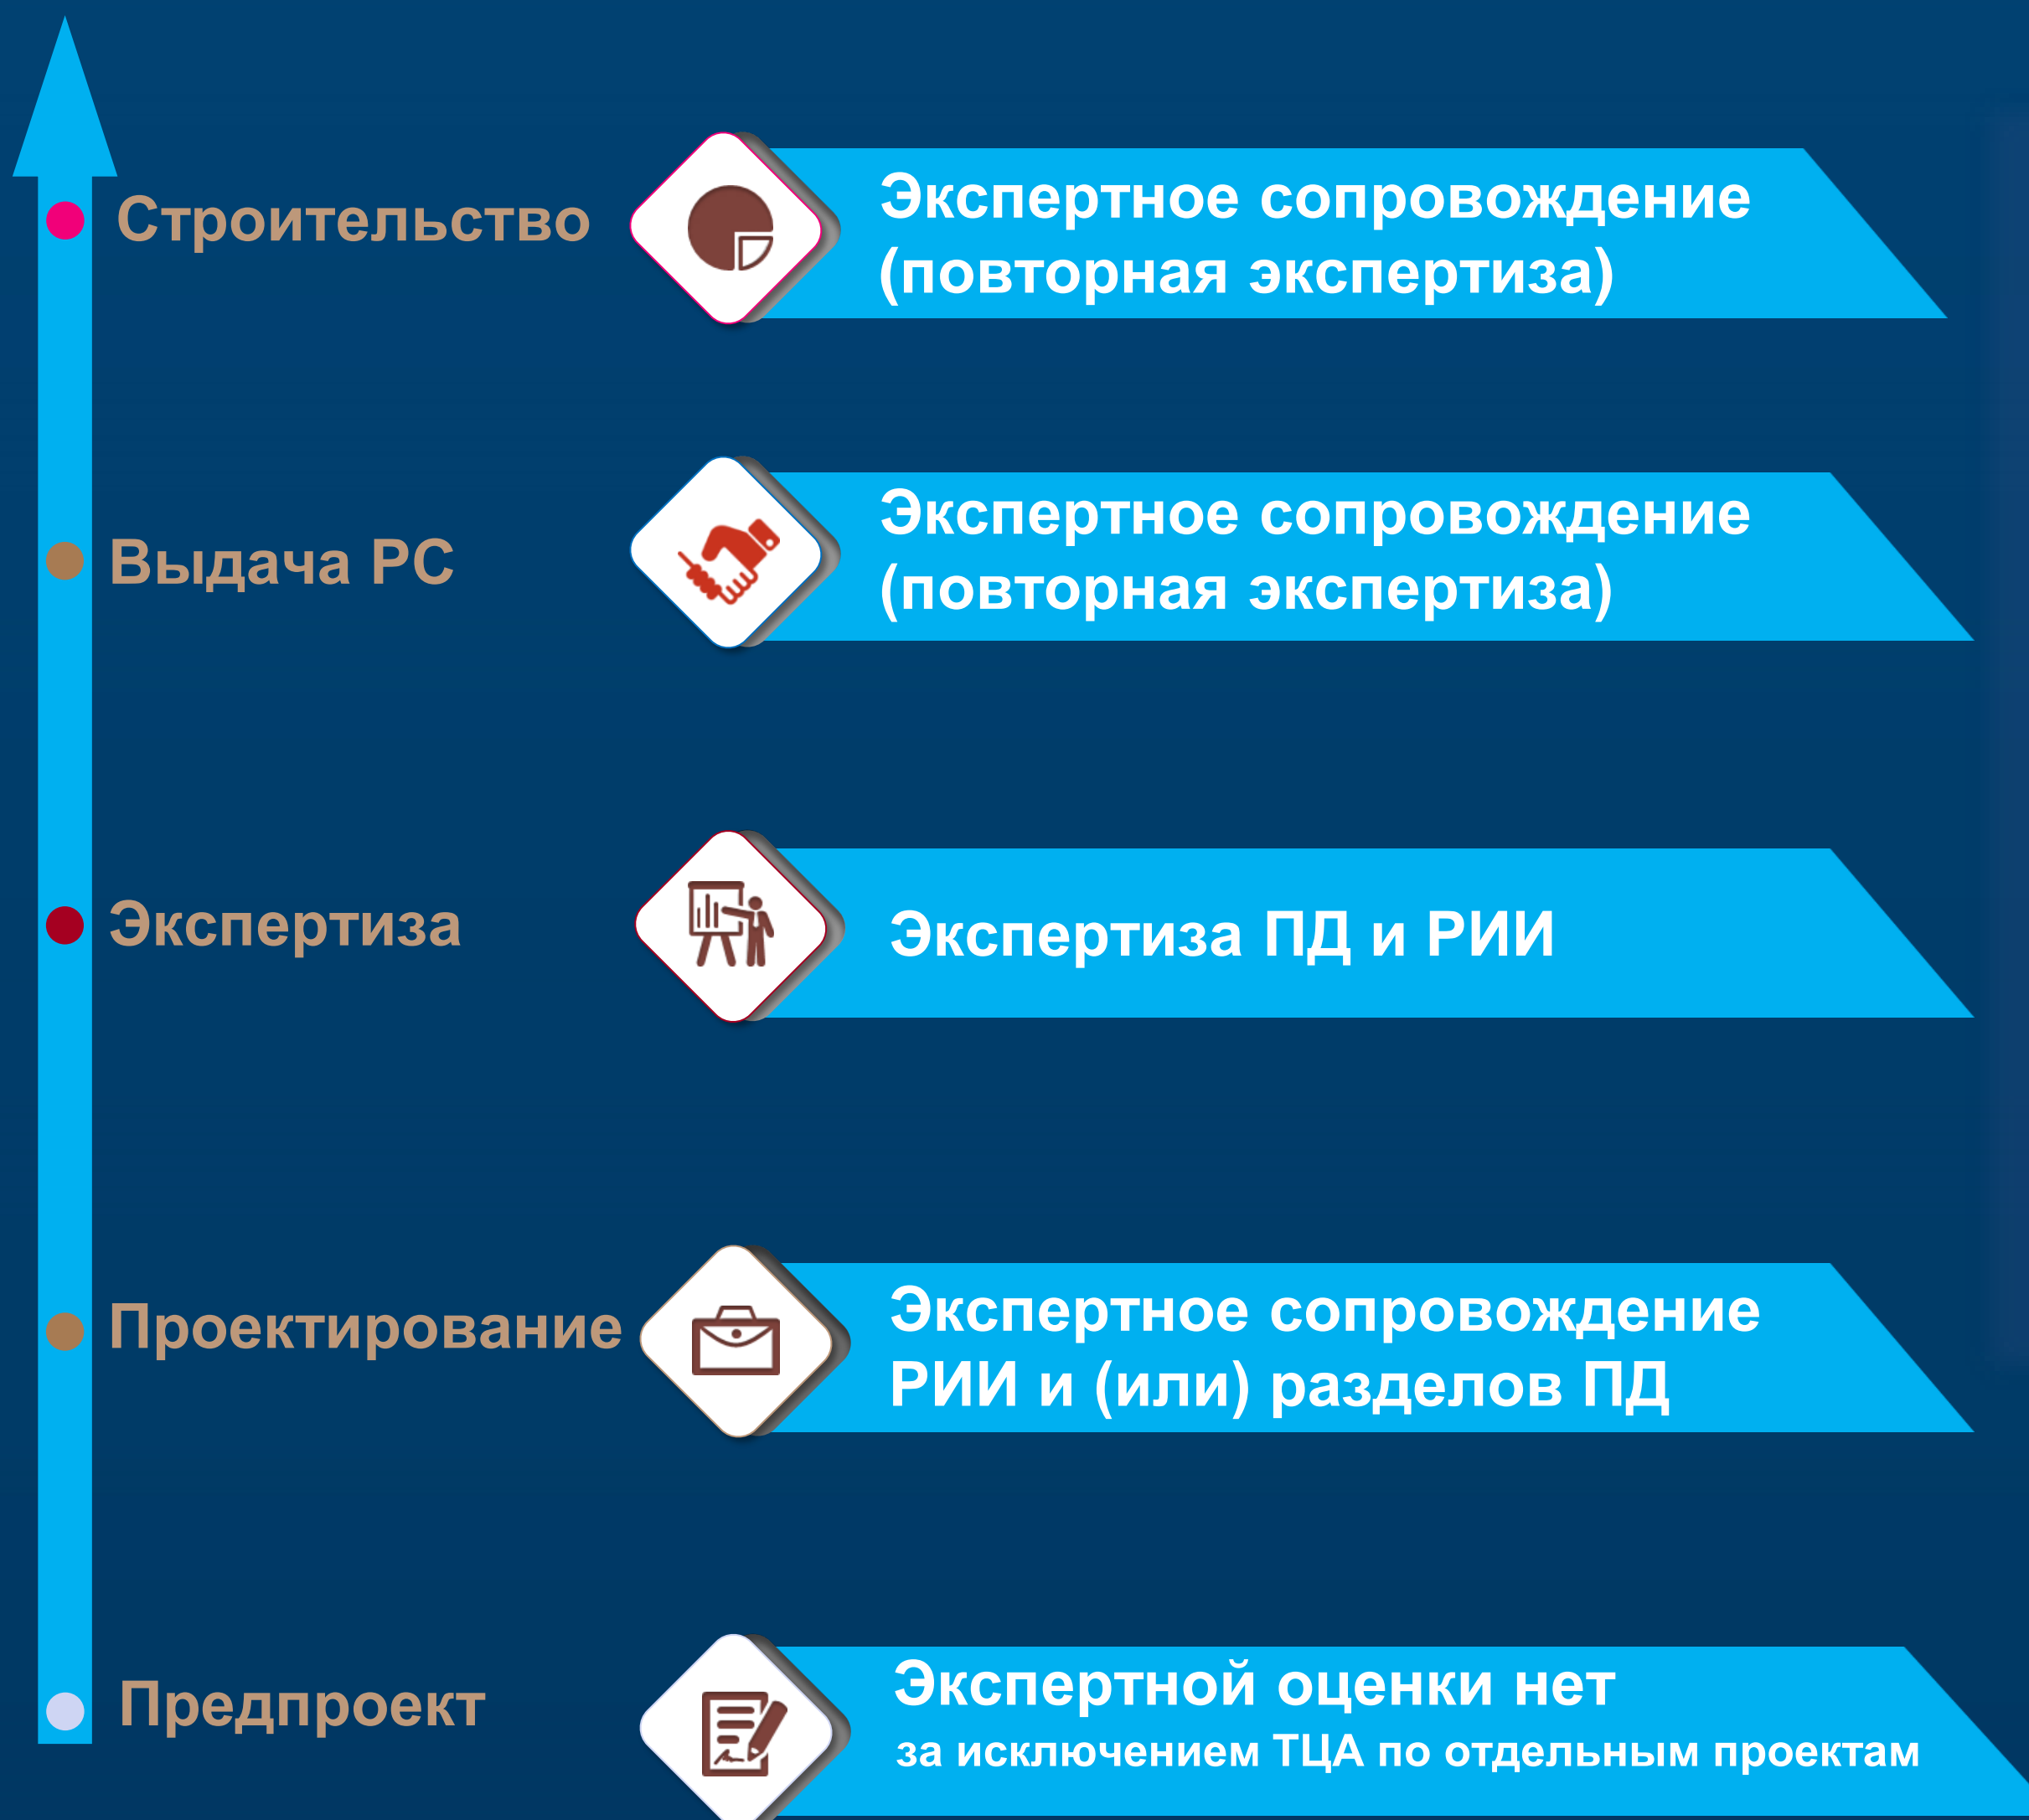 Строительство
Экспертное сопровождение
(повторная экспертиза)
Выдача РС
Экспертное сопровождение
(повторная экспертиза)
Экспертиза
Экспертиза ПД и РИИ
Проектирование
Экспертное сопровождение
РИИ и (или) разделов ПД
Предпроект
Экспертной оценки нет
за исключением ТЦА по отдельным проектам